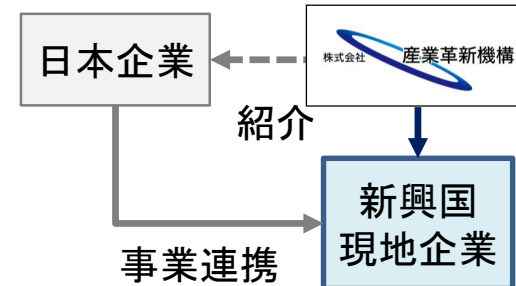 日本企業
株式会社 産業革新機構
紹介
新興国
現地企業
事業連携